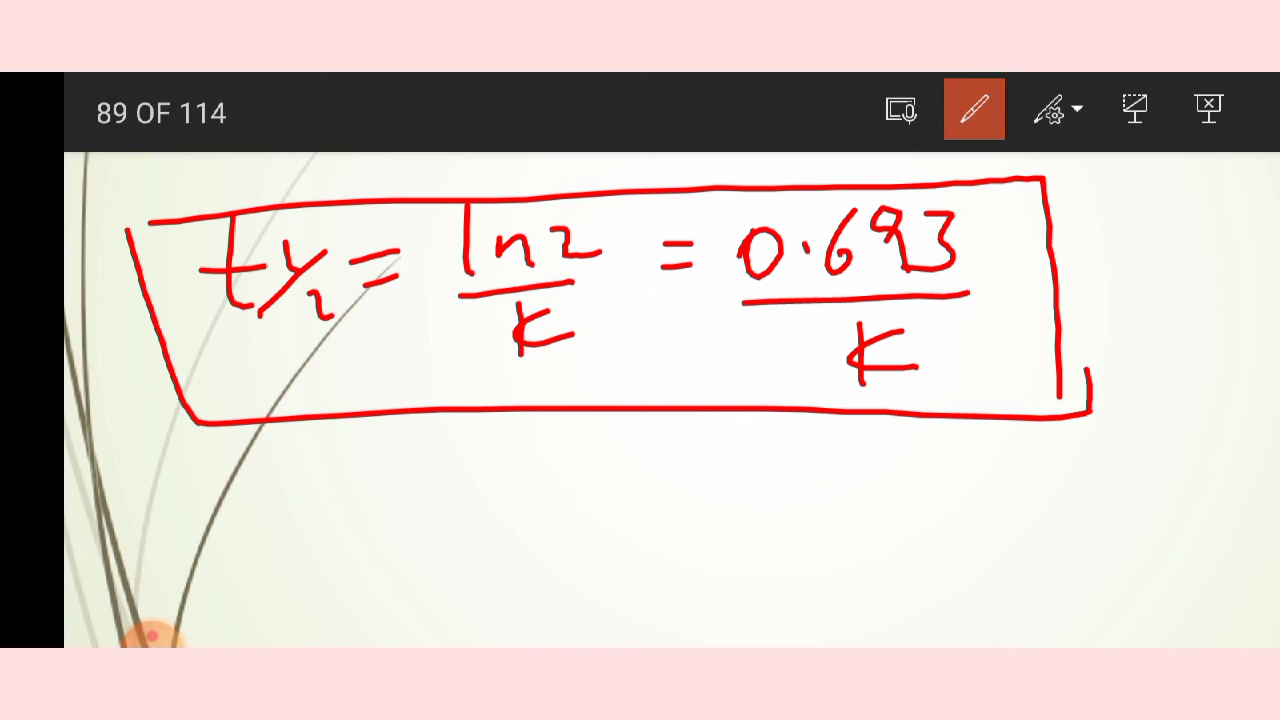 89 OF 114
t1/2 = ln2/K = 0.693/K